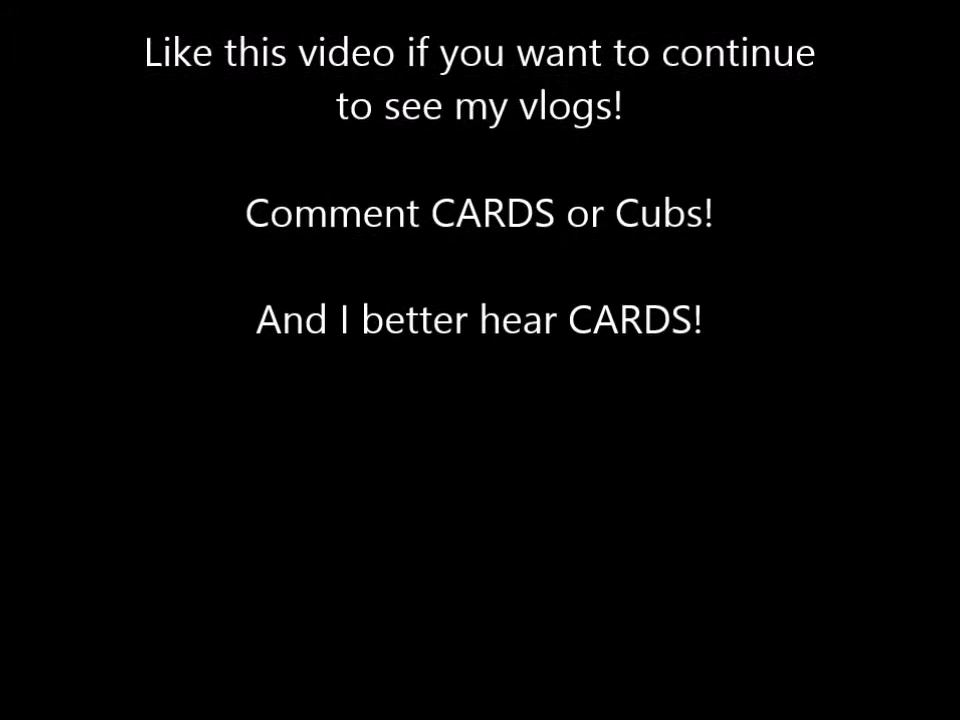 Like this video if you want to continue
to see my vlogs!
Comment CARDS or Cubs!
And I better hear CARDS!